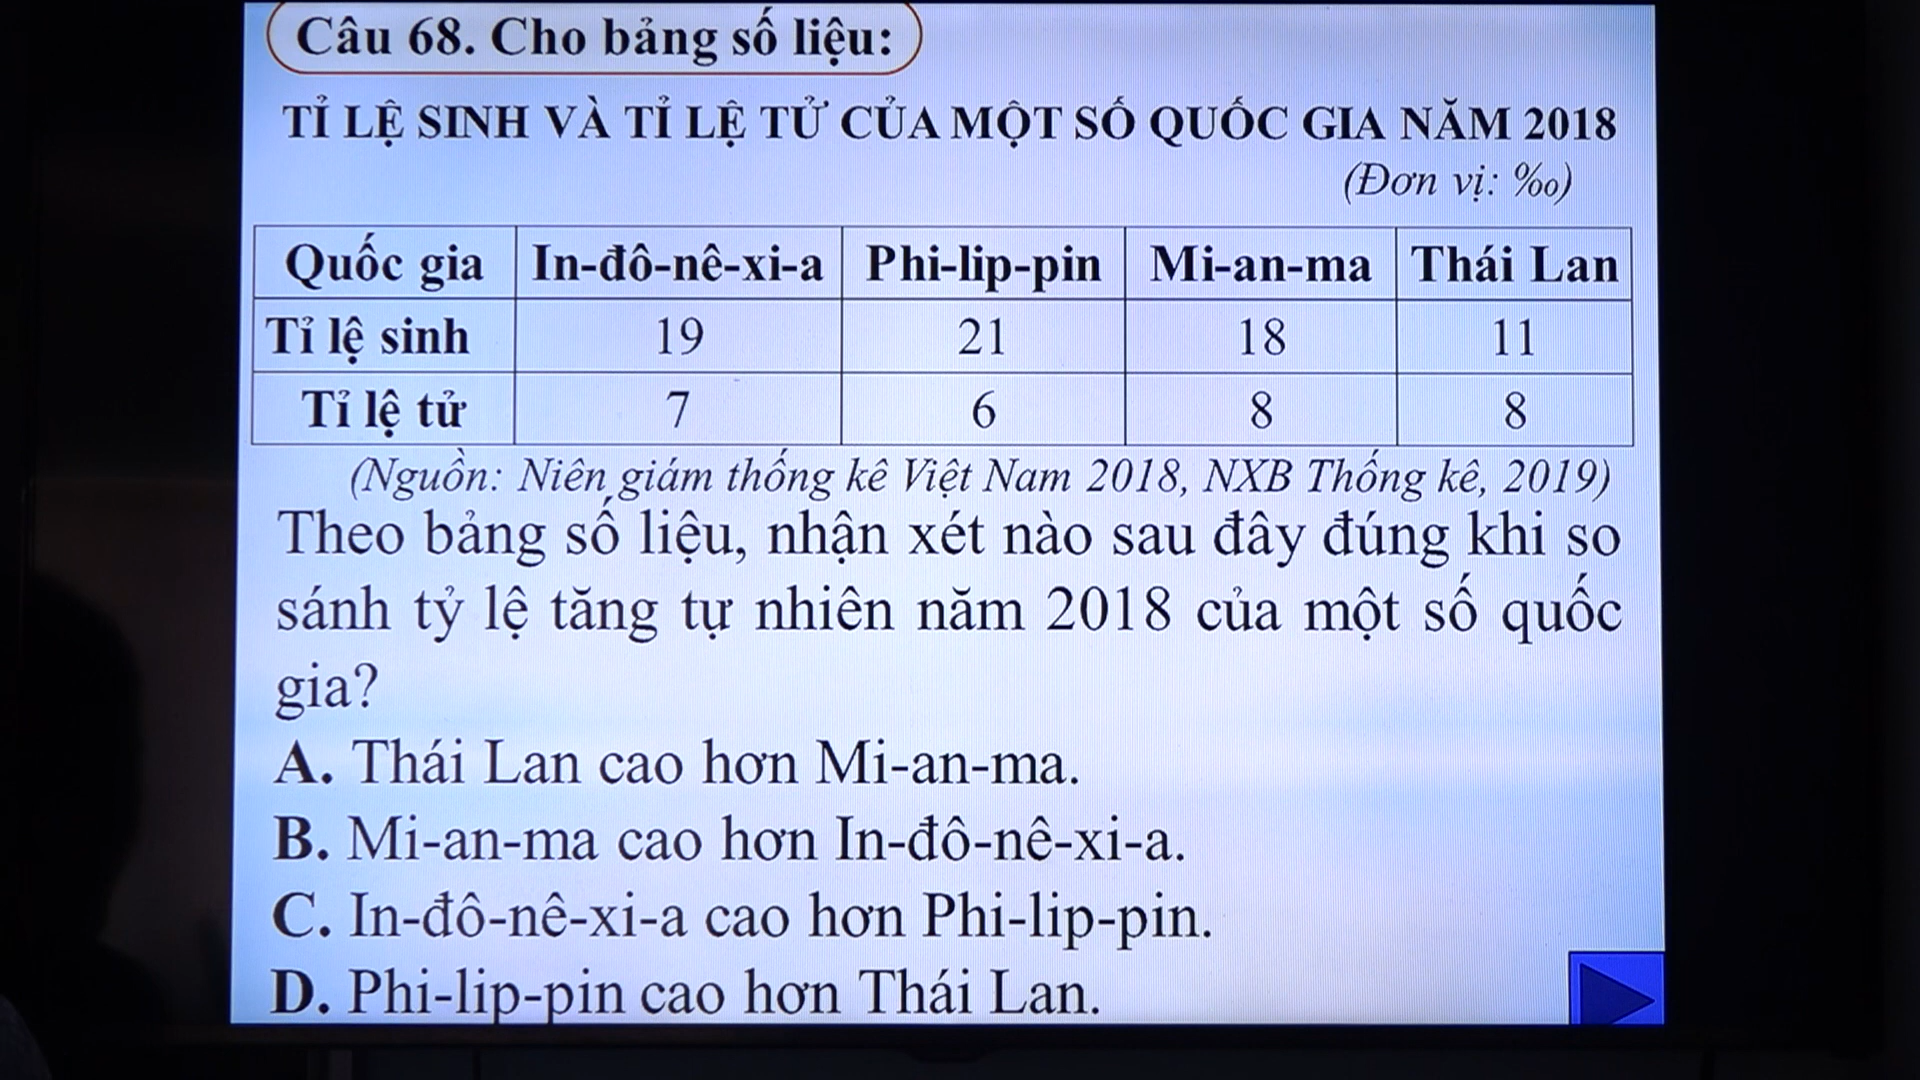 Câu 68. Cho bảng số liệu:
TỈ LỆ SINH VÀ TỈ LỆ TỬ CỦA MỘT SỐ QUỐC GIA NĂM 2018
(Đơn vị: ‰)
Quốc gia In-đô-nê-xi-a Phi-lip-pin Mi-an-ma Thái Lan
Tỉ lệ sinh 19 21 18 11
Tỉ lệ tử 7 6 8 8
(Nguồn: Niên giám thống kê Việt Nam 2018, NXB Thống kê, 2019)
Theo bảng số liệu, nhận xét nào sau đây đúng khi so
sánh tỷ lệ tăng tự nhiên năm 2018 của một số quốc
gia?
A. Thái Lan cao hơn Mi-an-ma.
B. Mi-an-ma cao hơn In-đô-nê-xi-a.
C. In-đô-nê-xi-a cao hơn Phi-lip-pin.
D. Phi-lip-pin cao hơn Thái Lan.